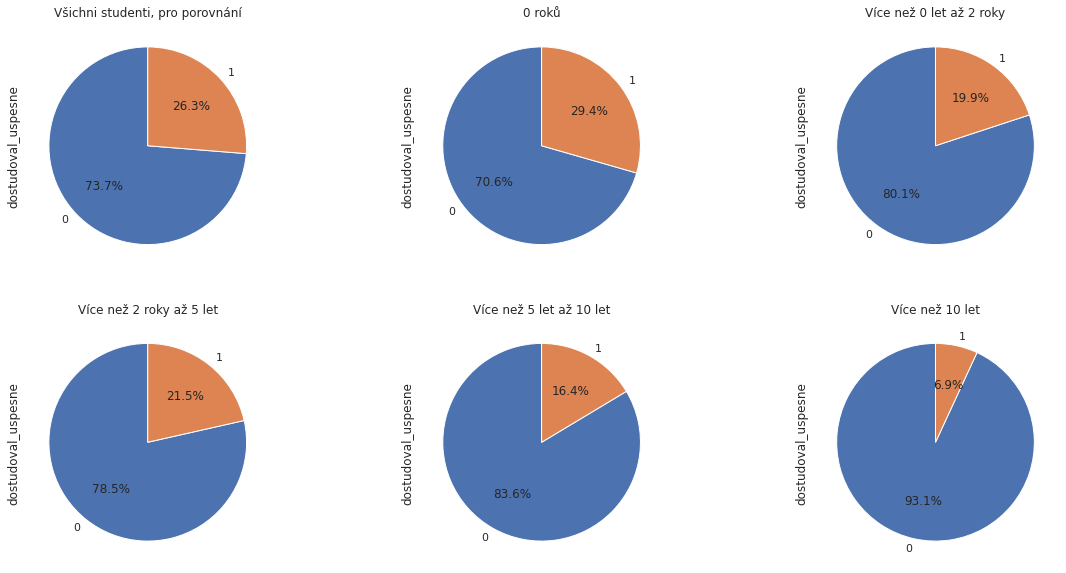 Všichni studenti, pro porovnání
dostudoval_uspesne
1
26.3%
73.7%
0
0 roků
dostudoval_uspesne
1
29.4%
70.6%
0
Více než 0 let až 2 roky
dostudoval_uspesne
1
19.9%
80.1%
0
Více než 2 roky až 5 let
dostudoval_uspesne
1
21.5%
78.5%
0
Více než 5 let až 10 let
dostudoval_uspesne
1
16.4%
83.6%
0
Více než 10 let
dostudoval_uspesne
1
6.9%
93.1%
0